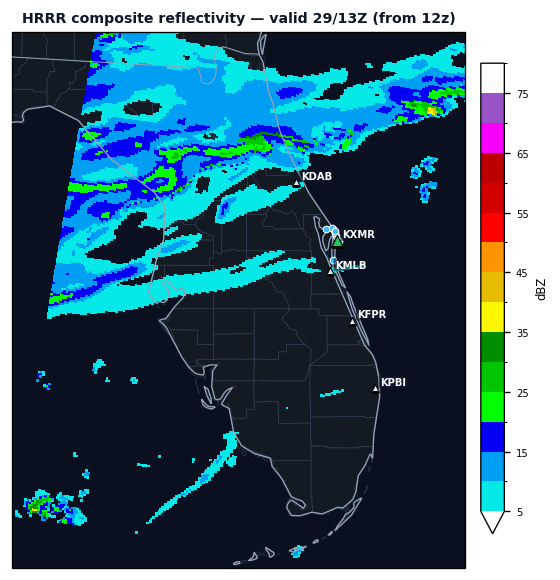 HRRR composite reflectivity — valid 29/13Z (from 12z)
75
65
55
45
35
25
15
5
dBZ
KDAB
KXMR
KMLB
KFPR
KPBI